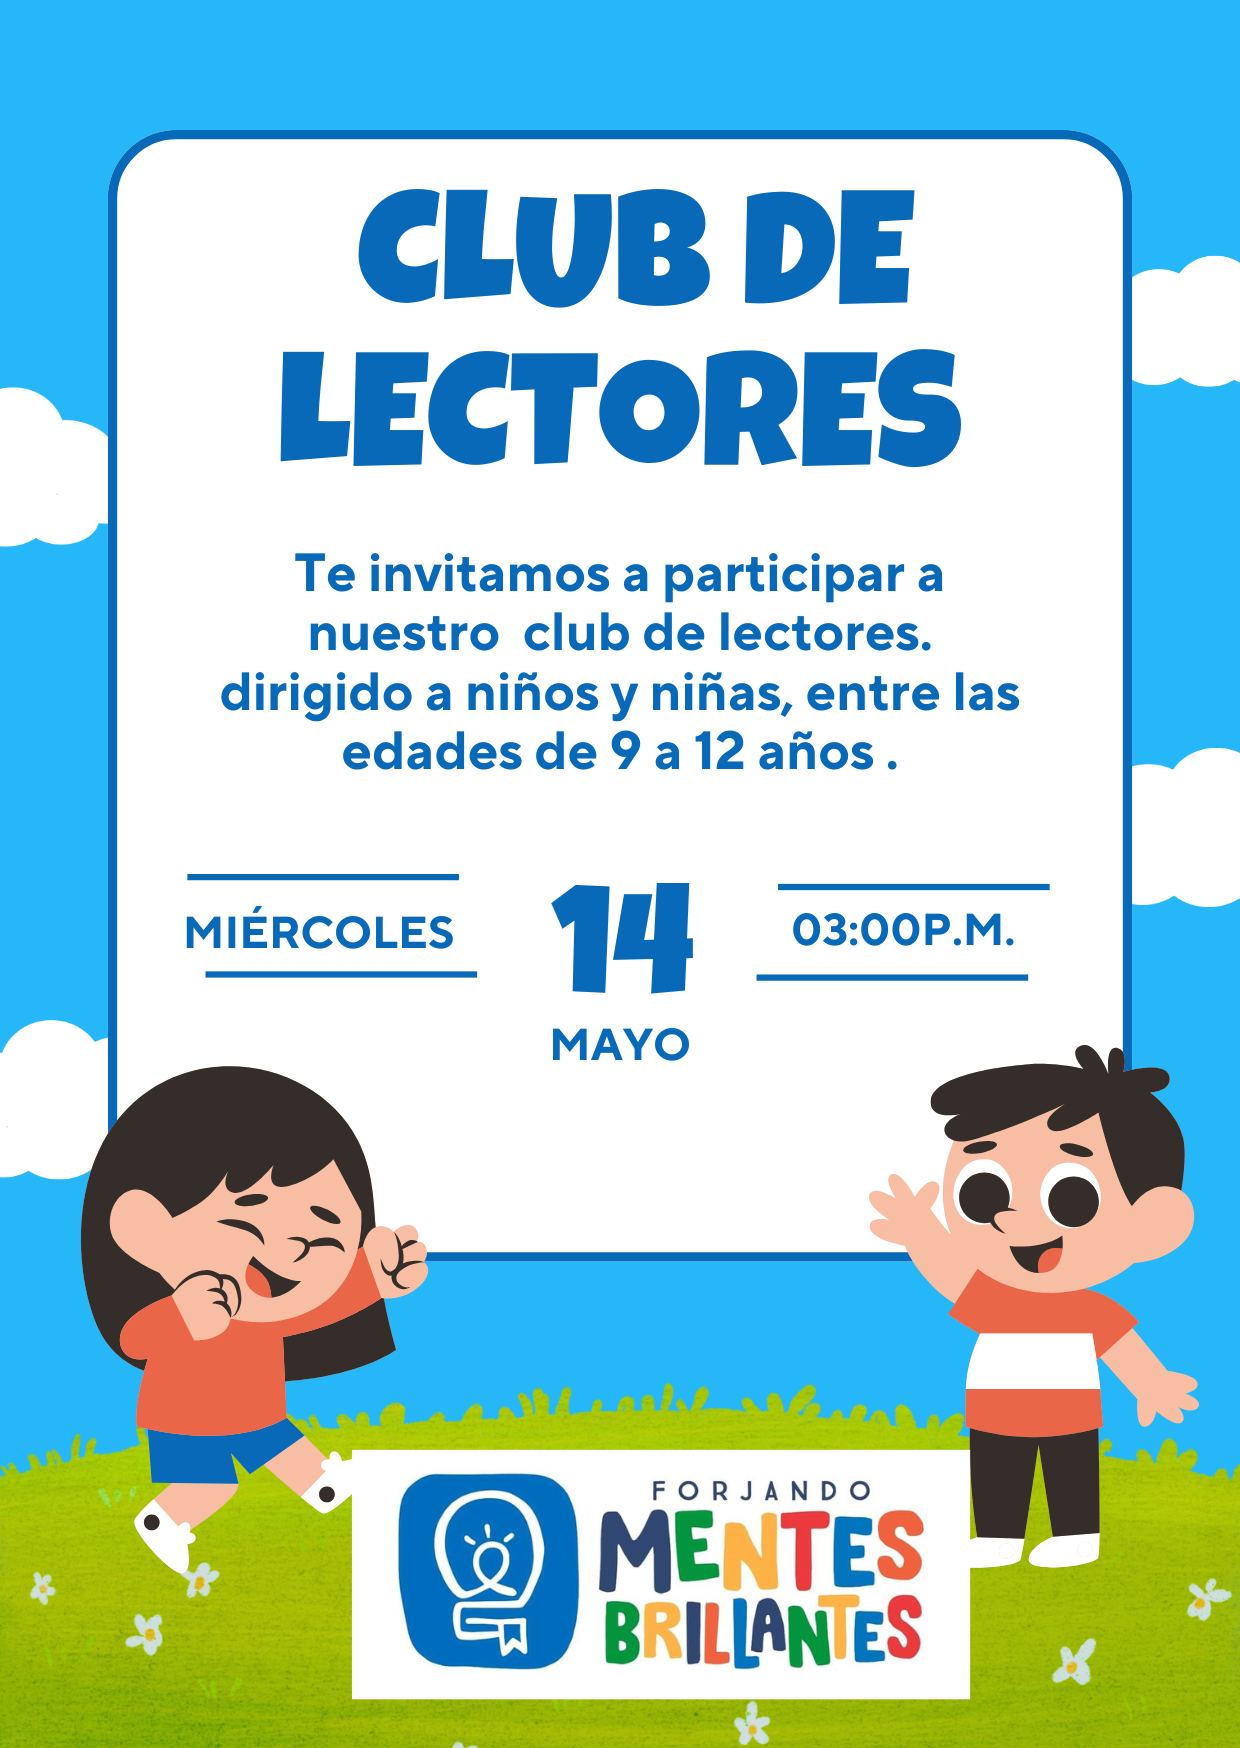 CLUB DE
LECTORES
Te invitamos a participar a
nuestro  club de lectores.
dirigido a niños y niñas, entre las
edades de 9 a 12 años .
MIÉRCOLES
14
MAYO
03:00P.M.
FORJANDO
MENTES
BRILLANTES